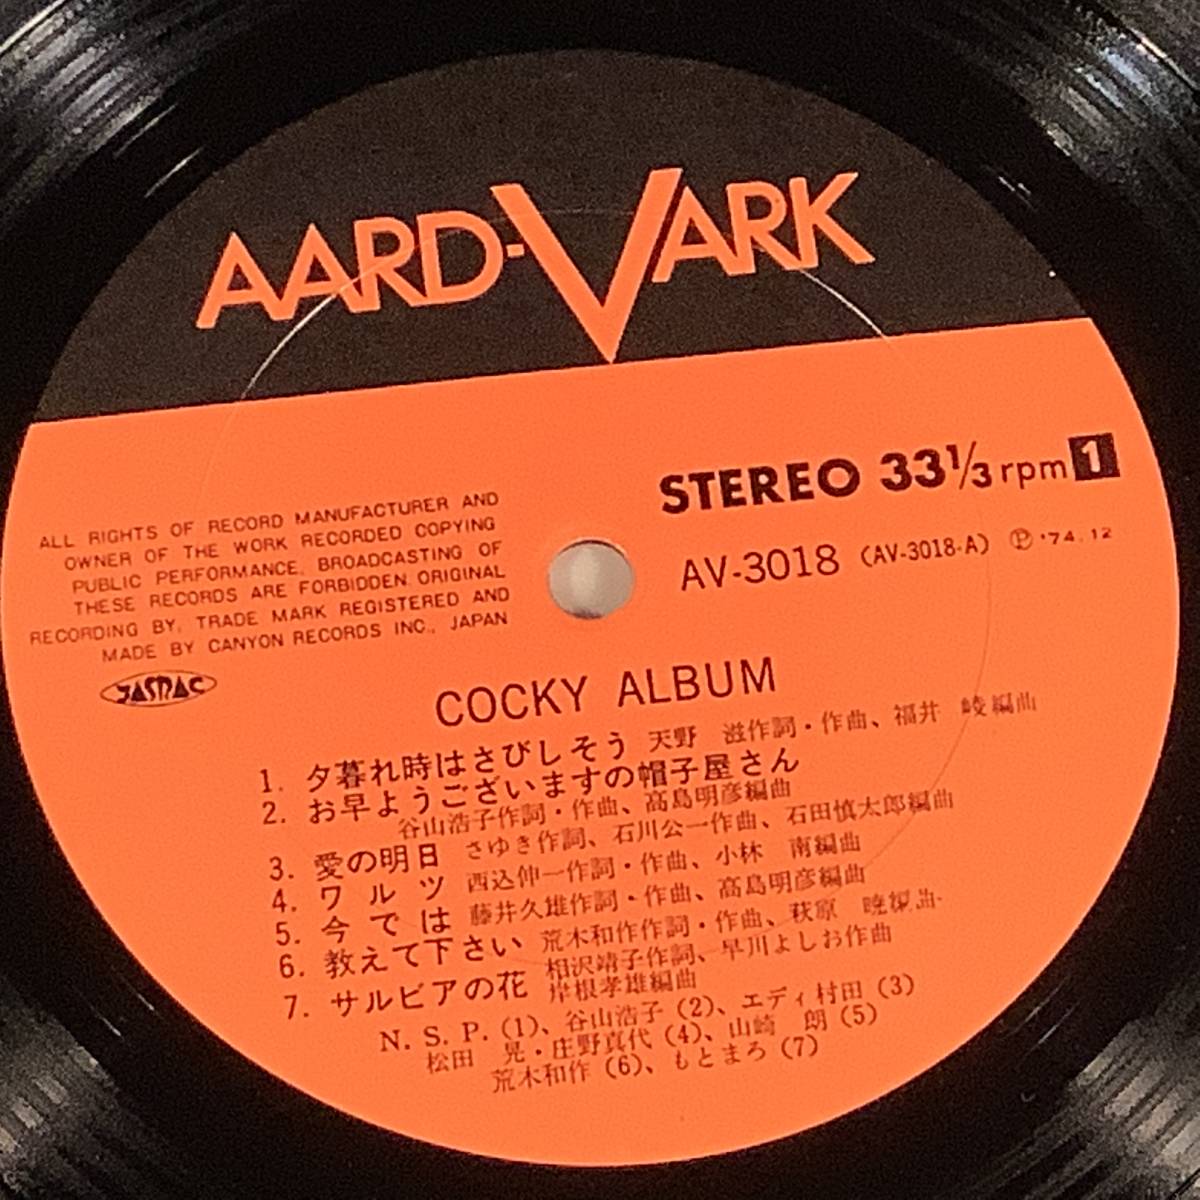 AARD-VARK
STEREO 33⅓ rpm 1
AV-3018 (AV-3018-A) Ⓟ '74.12
ALL RIGHTS OF RECORD MANUFACTURER AND
OWNER OF THE WORK RECORDED COPYING
PUBLIC PERFORMANCE, BROADCASTING OF
THESE RECORDS ARE FORBIDDEN. ORIGINAL
RECORDING BY, TRADE MARK REGISTERED AND
MADE BY CANYON RECORDS INC., JAPAN
JASRAC
COCKY ALBUM
1. 夕暮れ時はさびしそう 天野 滋作詞・作曲、福井 崚編曲
2. お早ようございますの帽子屋さん
谷山浩子作詞・作曲、高島明彦編曲
3. 愛の明日 さゆき作詞、石川公一作曲、石田慎太郎編曲
4. ワルツ 西込伸一作詞・作曲、小林 南編曲
5. 今では 藤井久雄作詞・作曲、高島明彦編曲
6. 教えて下さい 荒木和作作詞・作曲、萩原 暁編曲
7. サルビアの花 相沢靖子作詞、早川よしお作曲
岸根孝雄編曲
N.S.P.(1)、谷山浩子(2)、エディ村田(3)
松田 晃・庄野真代(4)、山崎 朗(5)
荒木和作(6)、もとまろ(7)